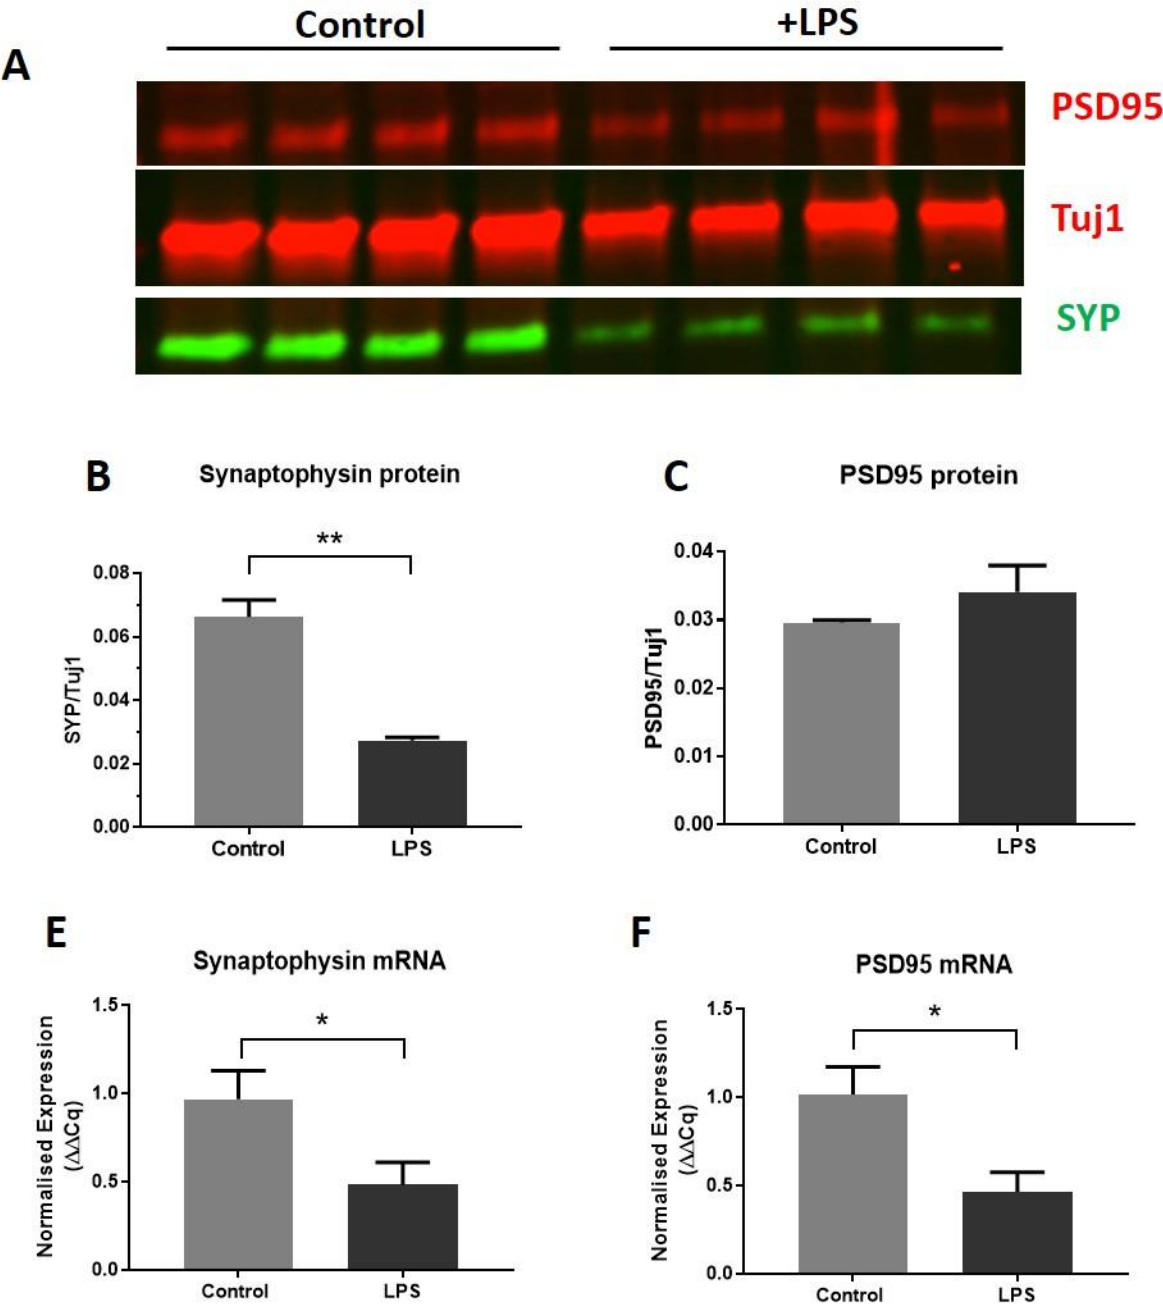 Control
+LPS
A
PSD95
Tuj1
SYP
B
Synaptophysin protein
**
SYP/Tuj1
0.08
0.06
0.04
0.02
0.00
Control
LPS
C
PSD95 protein
PSD95/Tuj1
0.04
0.03
0.02
0.01
0.00
Control
LPS
E
Synaptophysin mRNA
*
Normalised Expression
(ΔΔCq)
1.5
1.0
0.5
0.0
Control
LPS
F
PSD95 mRNA
*
Normalised Expression
(ΔΔCq)
1.5
1.0
0.5
0.0
Control
LPS